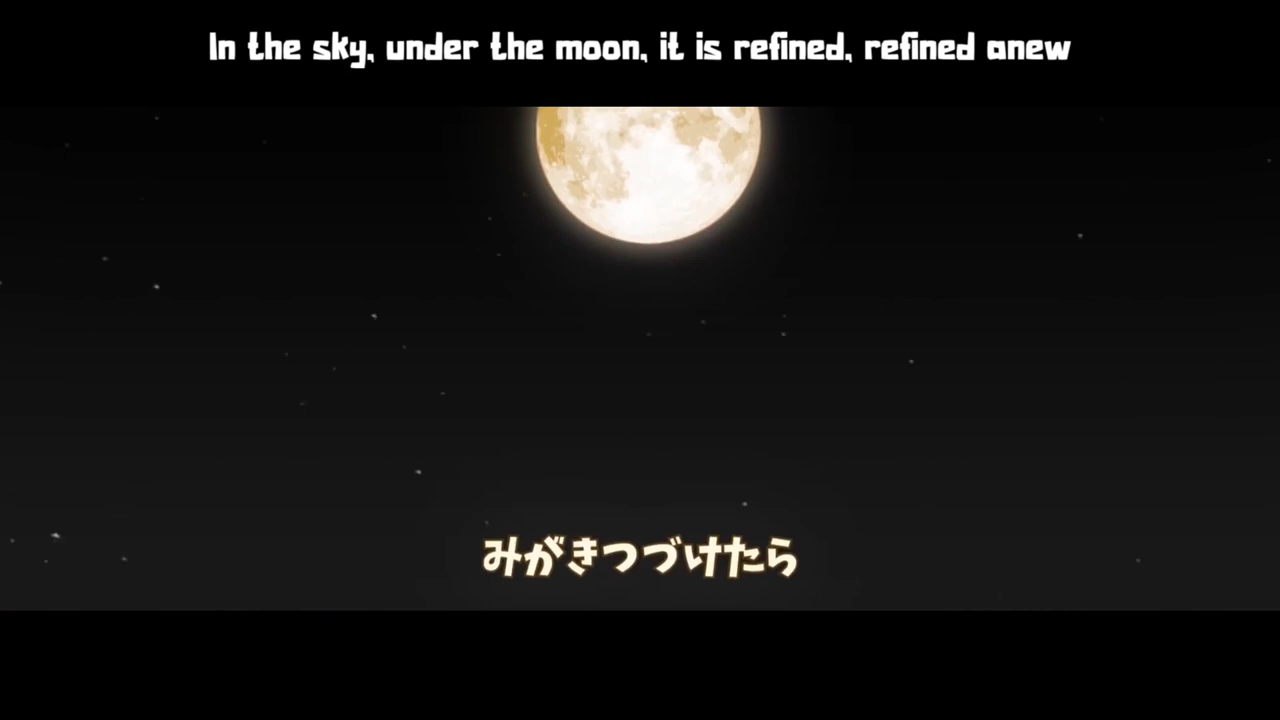 In the sky, under the moon, it is refined, refined anew
みがきつづけたら